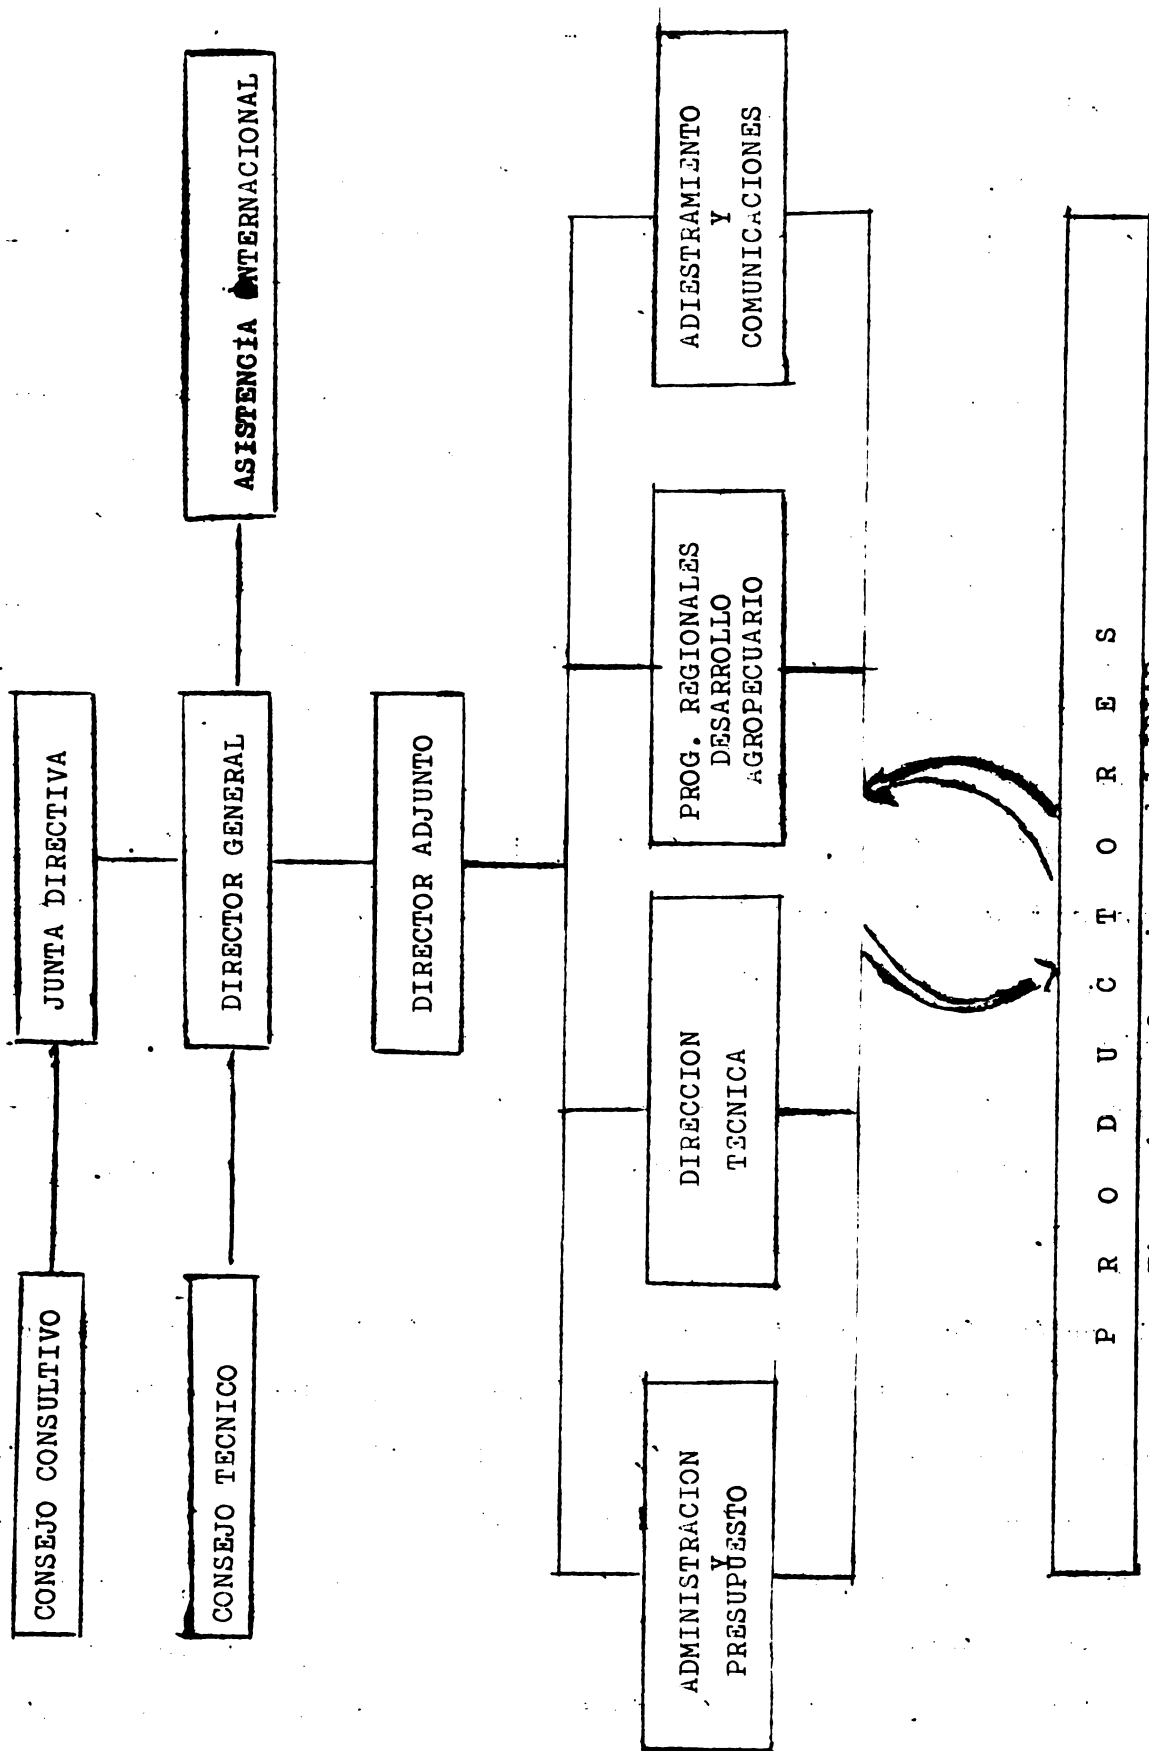 CONSEJO CONSULTIVO
JUNTA DIRECTIVA
CONSEJO TECNICO
DIRECTOR GENERAL
ASISTENCIA INTERNACIONAL
DIRECTOR ADJUNTO
ADMINISTRACION
Y
PRESUPUESTO
DIRECCION
TECNICA
PROG. REGIONALES
DESARROLLO
AGROPECUARIO
ADIESTRAMIENTO
Y
COMUNICACIONES
P R O D U C T O R E S